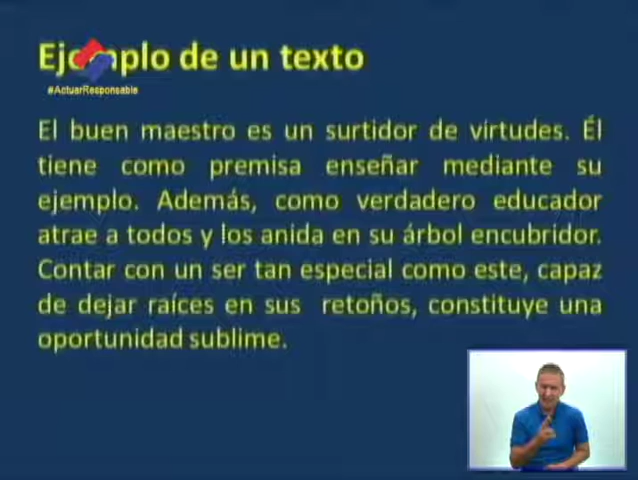 Ejemplo de un texto
#ActuarResponsable
El buen maestro es un surtidor de virtudes. Él
tiene como premisa enseñar mediante su
ejemplo. Además, como verdadero educador
atrae a todos y los anida en su árbol encubridor.
Contar con un ser tan especial como este, capaz
de dejar raíces en sus retoños, constituye una
oportunidad sublime.